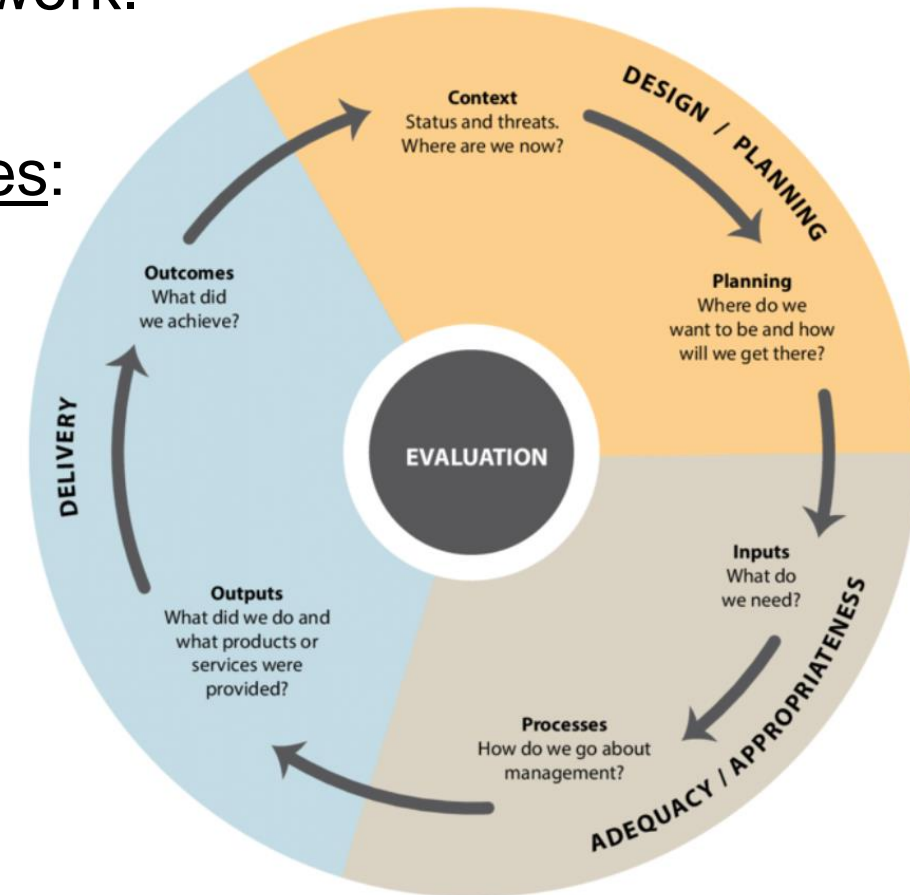 work:
es:
DESIGN / PLANNING
Context
Status and threats.
Where are we now?
Planning
Where do we
want to be and how
will we get there?
Inputs
What do
we need?
ADEQUACY / APPROPRIATENESS
Processes
How do we go about
management?
Outputs
What did we do and
what products or
services were
provided?
DELIVERY
Outcomes
What did
we achieve?
EVALUATION